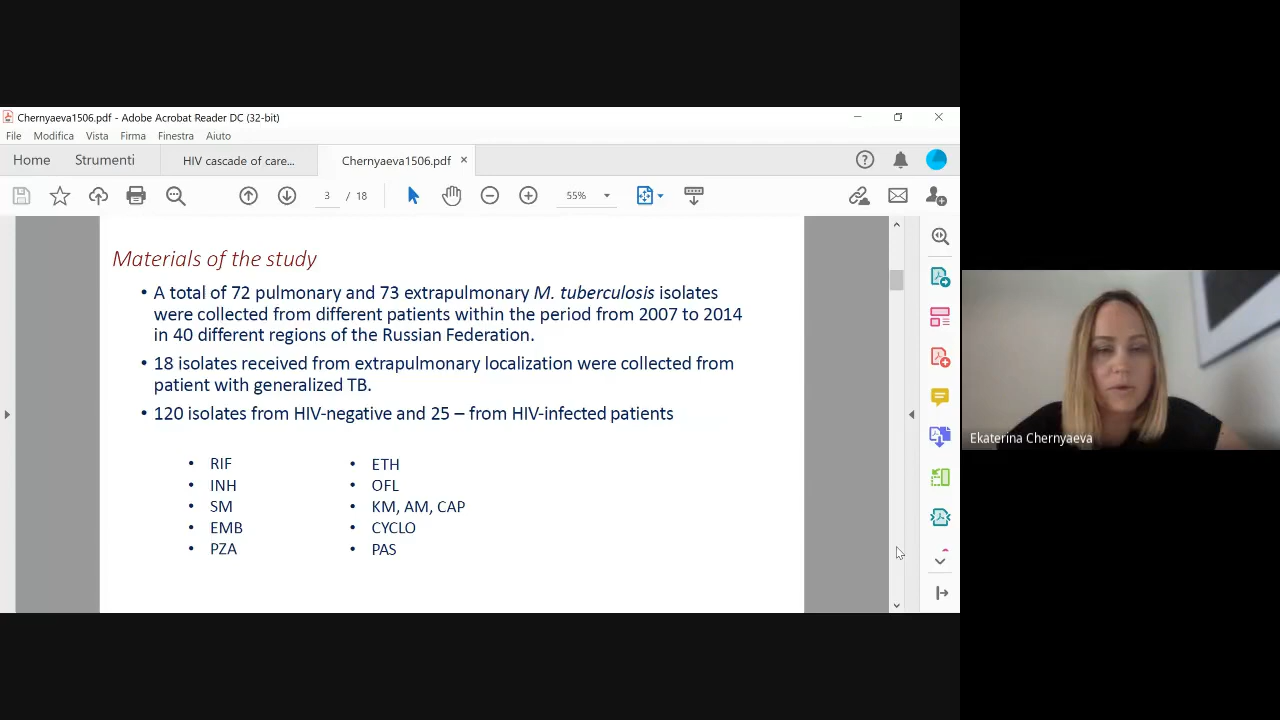 Chernyaeva1506.pdf - Adobe Acrobat Reader DC (32-bit)
File Modifica Vista Firma Finestra Aiuto
Home Strumenti HIV cascade of care... Chernyaeva1506.pdf ×
3 / 18 55%
Materials of the study
• A total of 72 pulmonary and 73 extrapulmonary M. tuberculosis isolates
were collected from different patients within the period from 2007 to 2014
in 40 different regions of the Russian Federation.
• 18 isolates received from extrapulmonary localization were collected from
patient with generalized TB.
• 120 isolates from HIV-negative and 25 – from HIV-infected patients
• RIF
• INH
• SM
• EMB
• PZA
• ETH
• OFL
• KM, AM, CAP
• CYCLO
• PAS
Ekaterina Chernyaeva